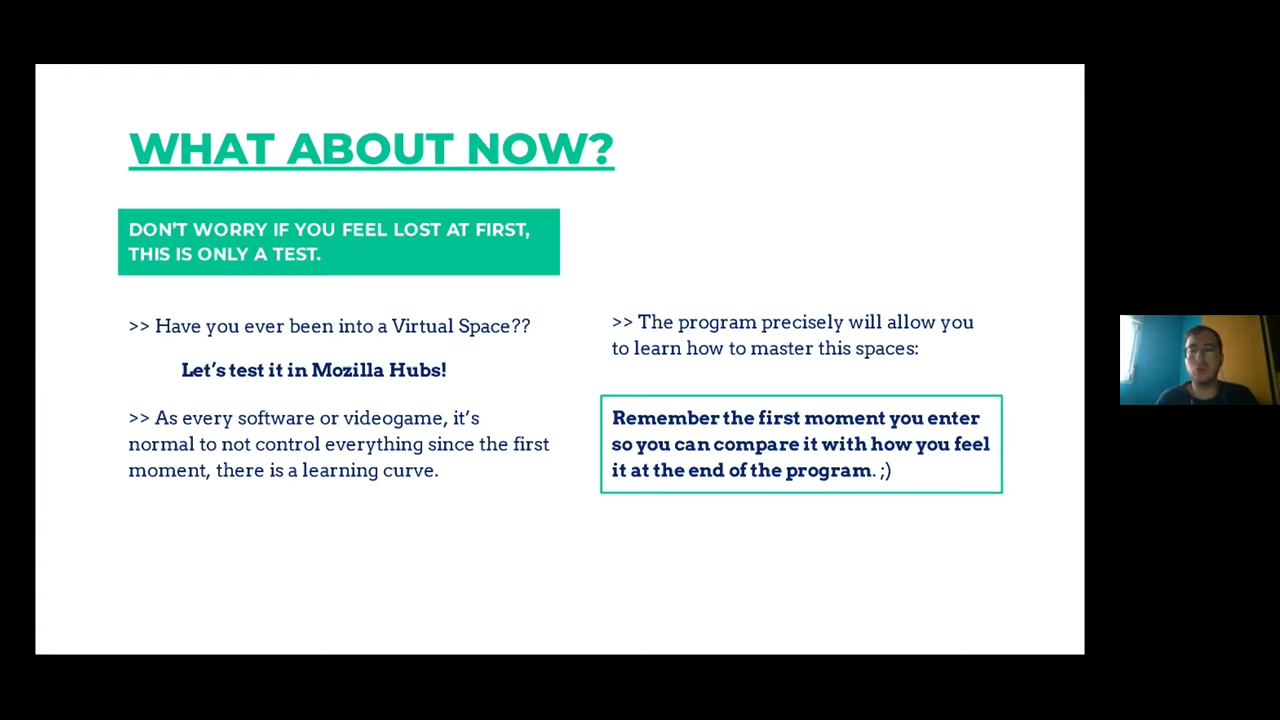 WHAT ABOUT NOW?
DON'T WORRY IF YOU FEEL LOST AT FIRST,
THIS IS ONLY A TEST.
>> Have you ever been into a Virtual Space??
Let's test it in Mozilla Hubs!
>> As every software or videogame, it's
normal to not control everything since the first
moment, there is a learning curve.
>> The program precisely will allow you
to learn how to master this spaces:
Remember the first moment you enter
so you can compare it with how you feel
it at the end of the program. ;)